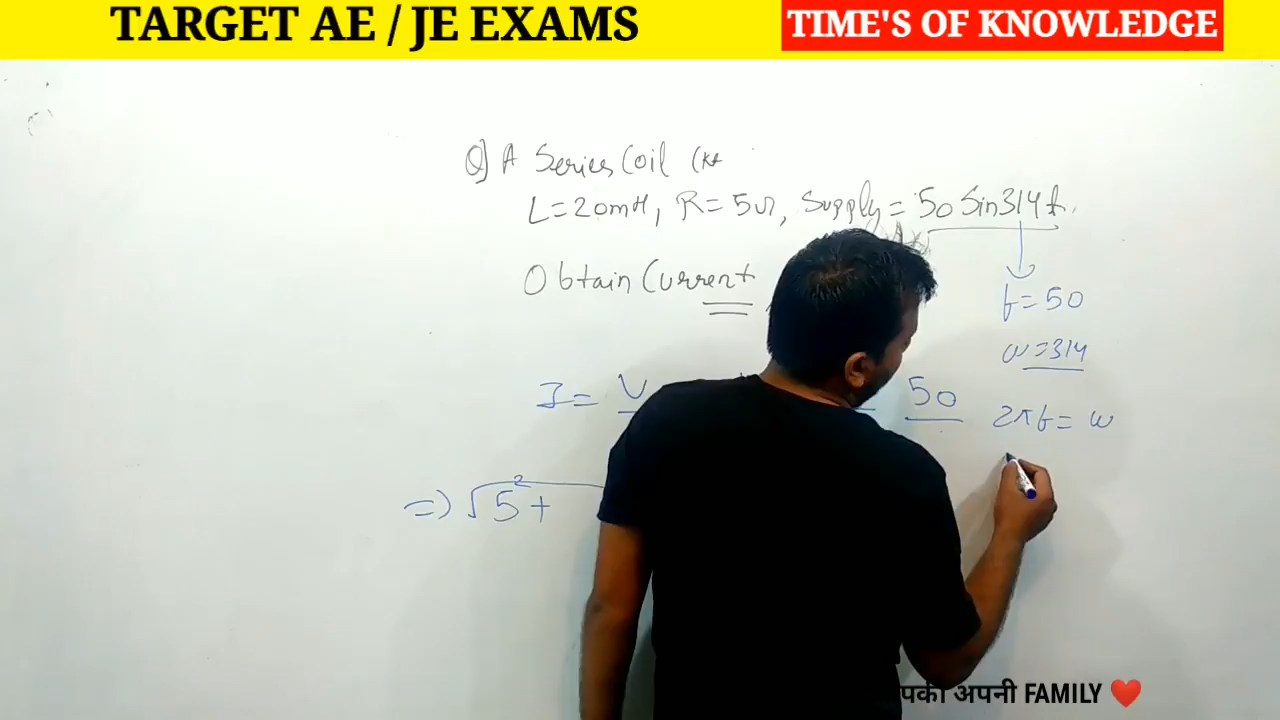 TARGET AE / JE EXAMS
TIME'S OF KNOWLEDGE
Q] A Series Coil CKt
L=20mH, R=5Ω, Supply = 50 Sin314t.
Obtain Current
f=50
ω=314
I= V 50 2πf= ω
=> √5² +
पकी अपनी FAMILY ❤️